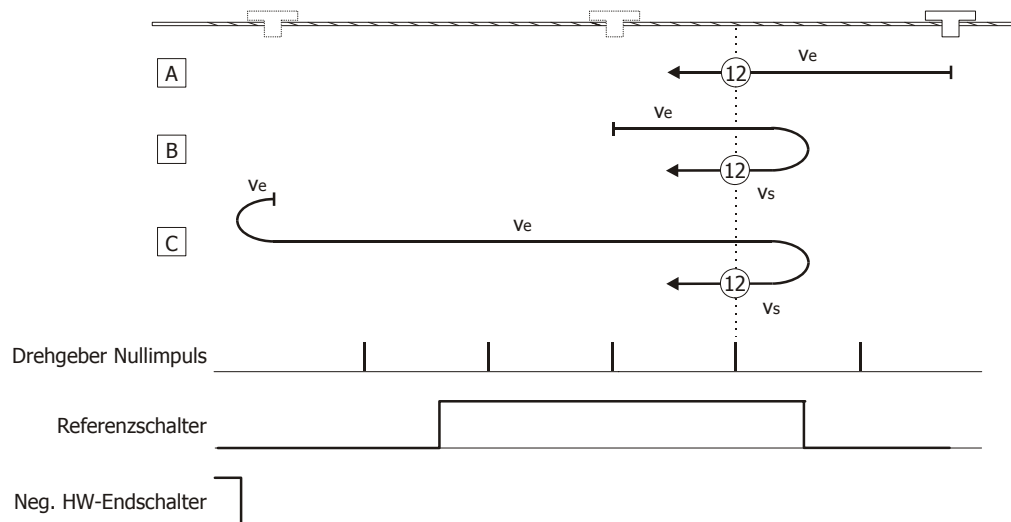 A
12
ve
B
ve
12
vs
C
ve
ve
12
vs
Drehgeber Nullimpuls
Referenzschalter
Neg. HW-Endschalter